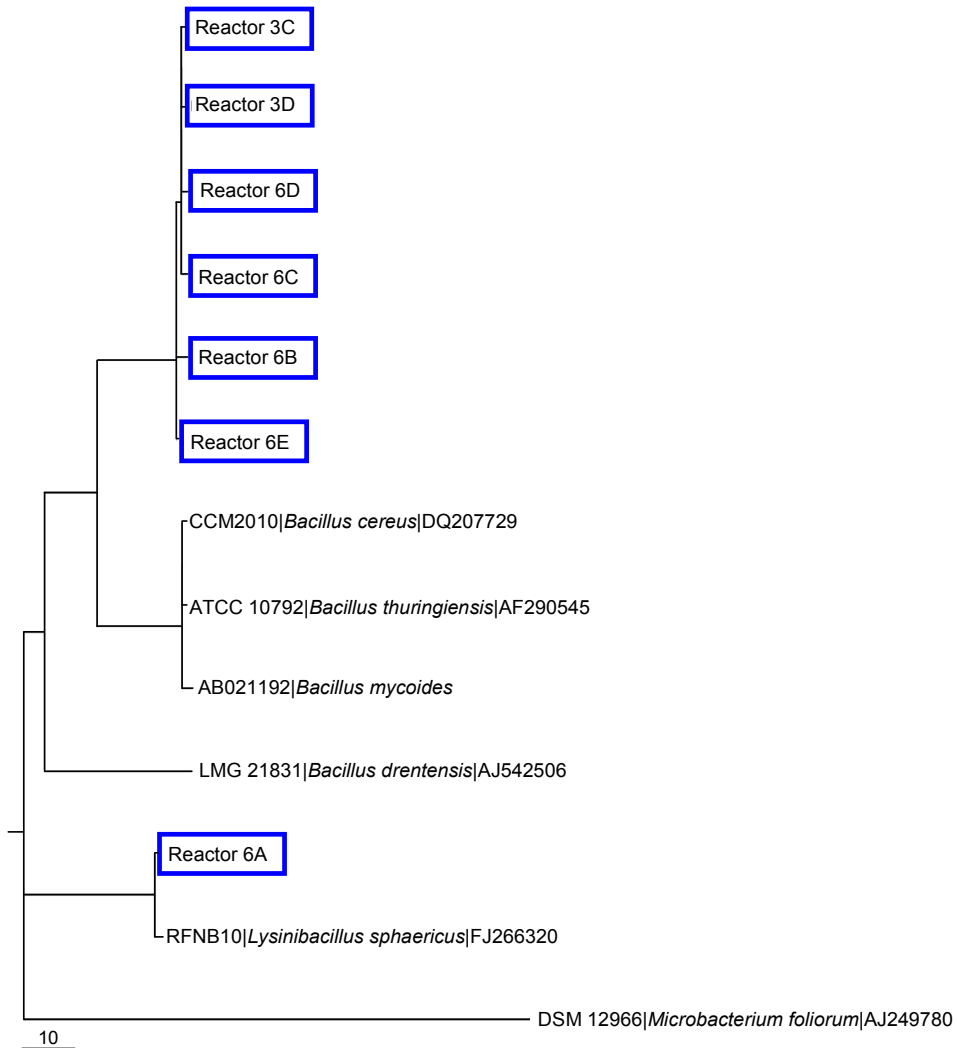 Reactor 3C
Reactor 3D
Reactor 6D
Reactor 6C
Reactor 6B
Reactor 6E
CCM2010|Bacillus cereus|DQ207729
ATCC 10792|Bacillus thuringiensis|AF290545
AB021192|Bacillus mycoides
LMG 21831|Bacillus drentensis|AJ542506
Reactor 6A
RFNB10|Lysinibacillus sphaericus|FJ266320
DSM 12966|Microbacterium foliorum|AJ249780
10